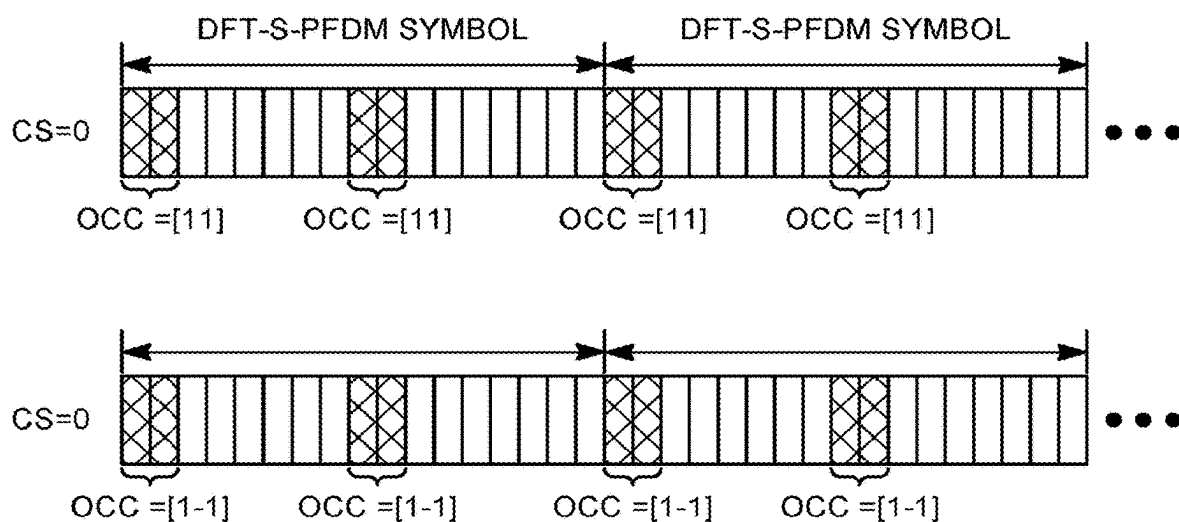 DFT-S-PFDM SYMBOL DFT-S-PFDM SYMBOL
CS=0
OCC =[11] OCC =[11] OCC =[11] OCC =[11]
CS=0
OCC =[1-1] OCC =[1-1] OCC =[1-1] OCC =[1-1]